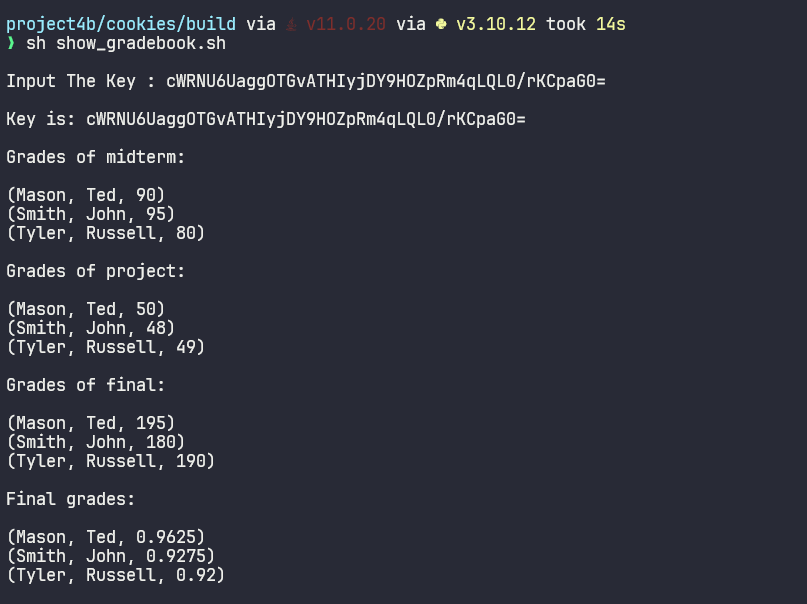 project4b/cookies/build via v11.0.20 via v3.10.12 took 14s
❯ sh show_gradebook.sh
Input The Key : cWRNU6UaggOTGvATHIyjDY9HOZpRm4qLQL0/rKCpaG0=
Key is: cWRNU6UaggOTGvATHIyjDY9HOZpRm4qLQL0/rKCpaG0=
Grades of midterm:
(Mason, Ted, 90)
(Smith, John, 95)
(Tyler, Russell, 80)
Grades of project:
(Mason, Ted, 50)
(Smith, John, 48)
(Tyler, Russell, 49)
Grades of final:
(Mason, Ted, 195)
(Smith, John, 180)
(Tyler, Russell, 190)
Final grades:
(Mason, Ted, 0.9625)
(Smith, John, 0.9275)
(Tyler, Russell, 0.92)